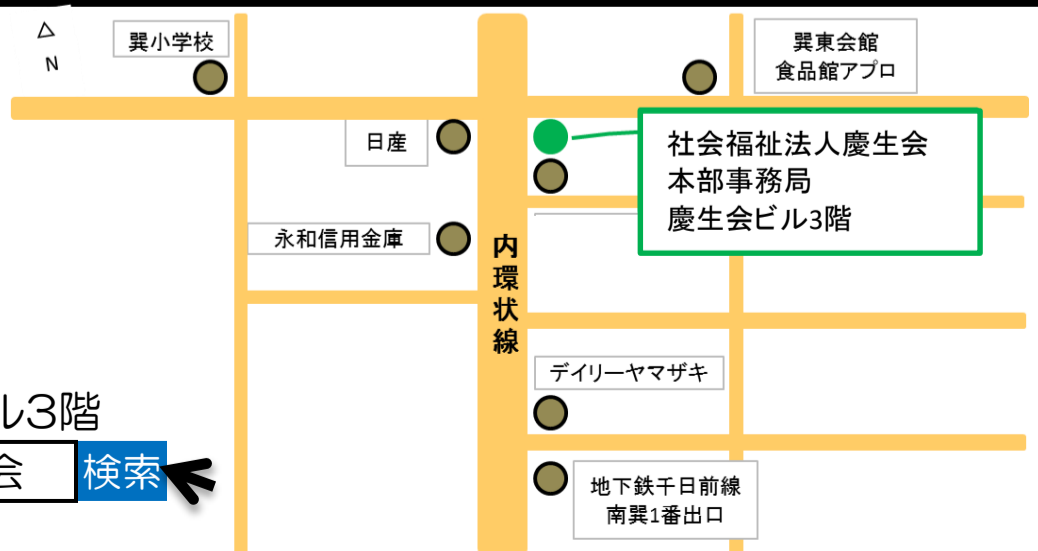 N
巽小学校
巽東会館
食品館アプロ
日産
社会福祉法人慶生会
本部事務局
慶生会ビル3階
永和信用金庫
内環状線
デイリーヤマザキ
ル3階
会
検索
地下鉄千日前線
南巽1番出口